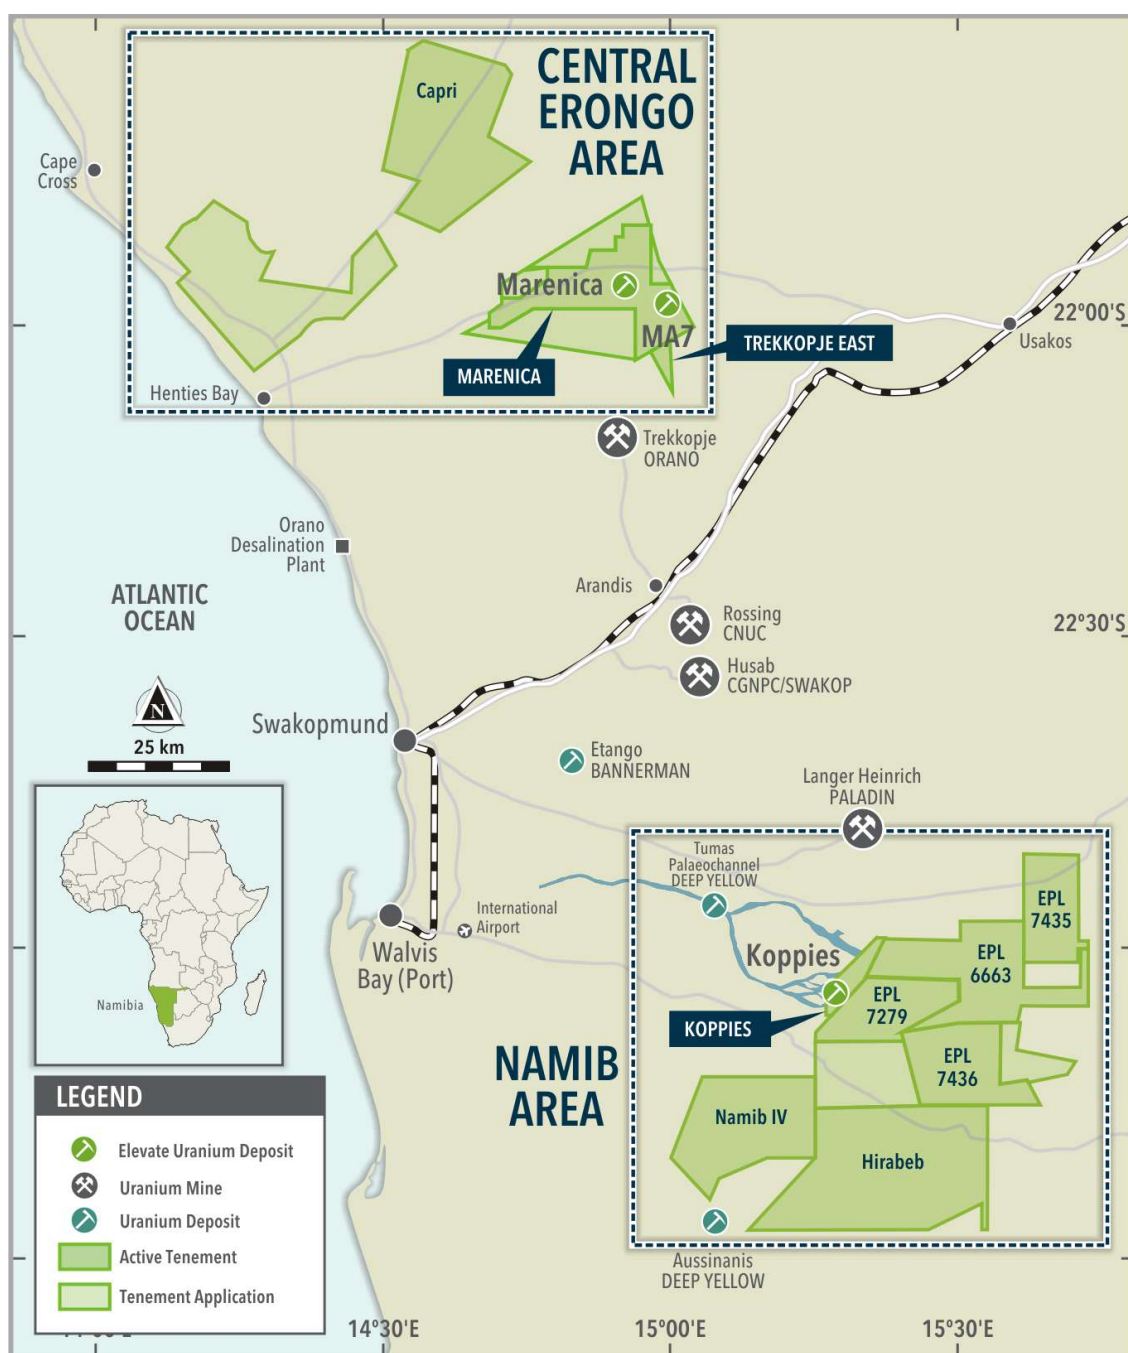 Capri
CENTRAL
ERONGO
AREA
Cape
Cross
Marenica
MA7
MARENICA
TREKKOPJE EAST
22°00'S
Usakos
Henties Bay
Trekkopje
ORANO
Orano
Desalination
Plant
Arandis
ATLANTIC
OCEAN
Rossing
CNUC
22°30'S
Husab
CGNPC/SWAKOP
N
25 km
Swakopmund
Etango
BANNERMAN
Langer Heinrich
PALADIN
Tumas
Palaeochannel
DEEP YELLOW
International
Airport
Walvis
Bay (Port)
Koppies
EPL
7435
EPL
6663
EPL
7279
KOPPIES
EPL
7436
Namibia
NAMIB
AREA
Namib IV
Hirabeb
Aussinanis
DEEP YELLOW
LEGEND
Elevate Uranium Deposit
Uranium Mine
Uranium Deposit
Active Tenement
Tenement Application
14°30'E
15°00'E
15°30'E